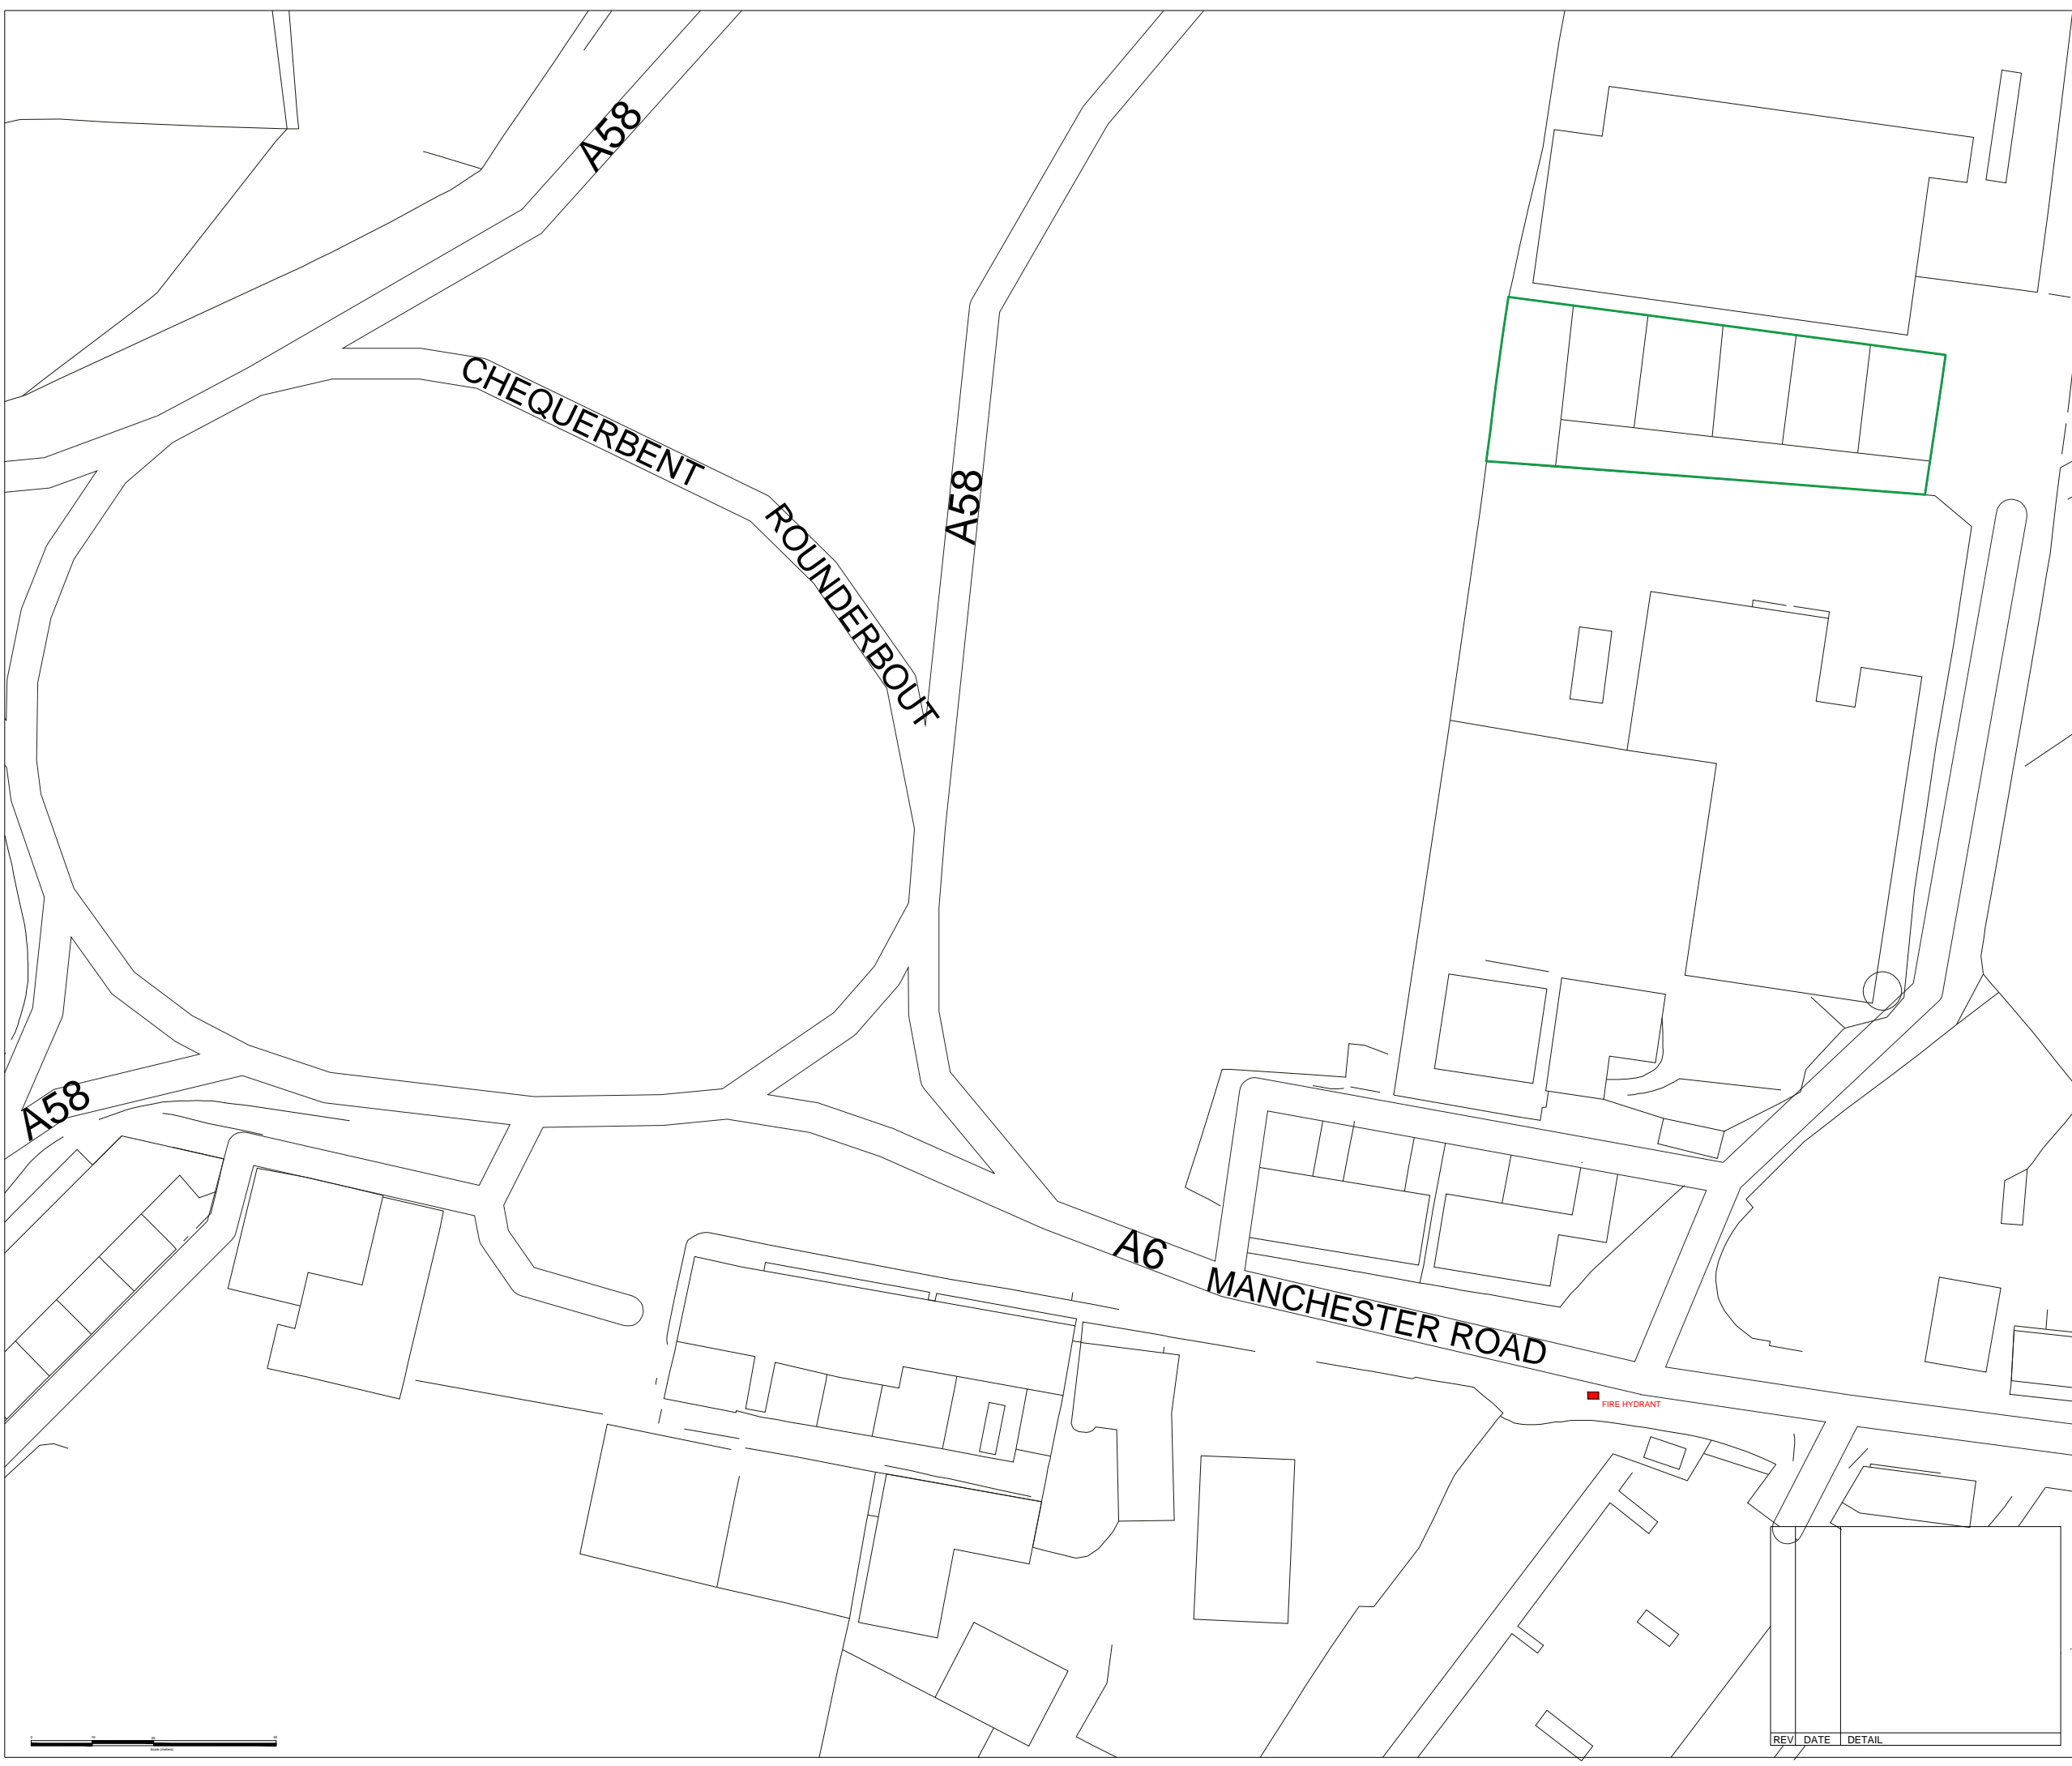 A58
CHEQUERBENT
ROUNDERBOUT
A58
A58
A6
MANCHESTER ROAD
FIRE HYDRANT
REV
DATE
DETAIL